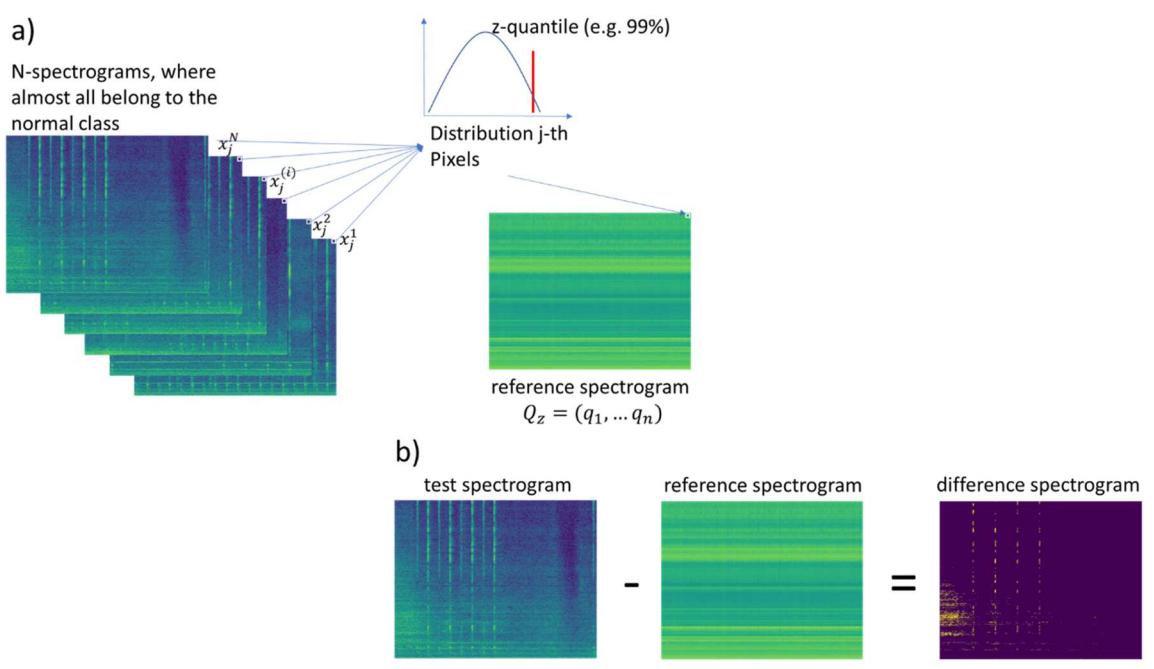 a)
N-spectrograms, where
almost all belong to the
normal class
z-quantile (e.g. 99%)
Distribution j-th
Pixels
x_j^N
x_j^(i)
x_j^2
x_j^1
reference spectrogram
Q_z = (q_1, … q_n)
b)
test spectrogram
reference spectrogram
difference spectrogram
- =